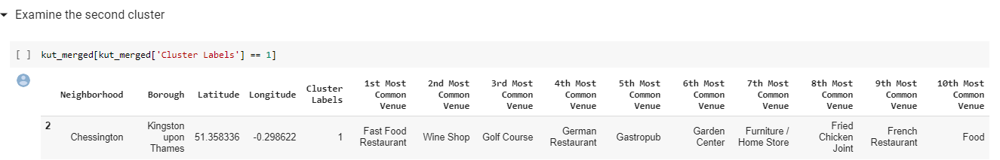 Examine the second cluster
[ ] kut_merged[kut_merged['Cluster Labels'] == 1]
Neighborhood Borough Latitude Longitude Cluster Labels 1st Most Common Venue 2nd Most Common Venue 3rd Most Common Venue 4th Most Common Venue 5th Most Common Venue 6th Most Common Venue 7th Most Common Venue 8th Most Common Venue 9th Most Common Venue 10th Most Common Venue
2 Chessington Kingston upon Thames 51.358336 -0.298622 1 Fast Food Restaurant Wine Shop Golf Course German Restaurant Gastropub Garden Center Furniture / Home Store Fried Chicken Joint French Restaurant Food